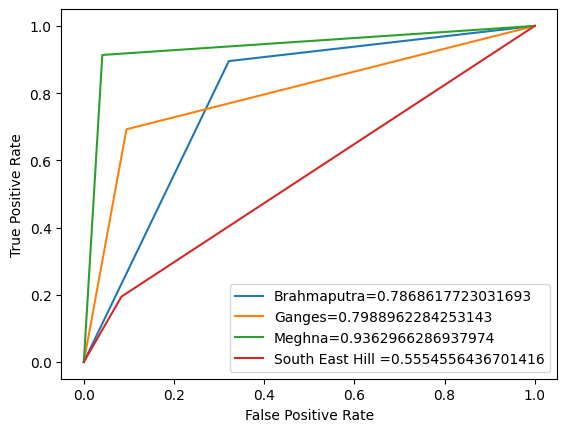 1.0
0.8
0.6
0.4
0.2
0.0
True Positive Rate
Brahmaputra=0.7868617723031693
Ganges=0.7988962284253143
Meghna=0.9362966286937974
South East Hill =0.5554556436701416
0.0 0.2 0.4 0.6 0.8 1.0
False Positive Rate